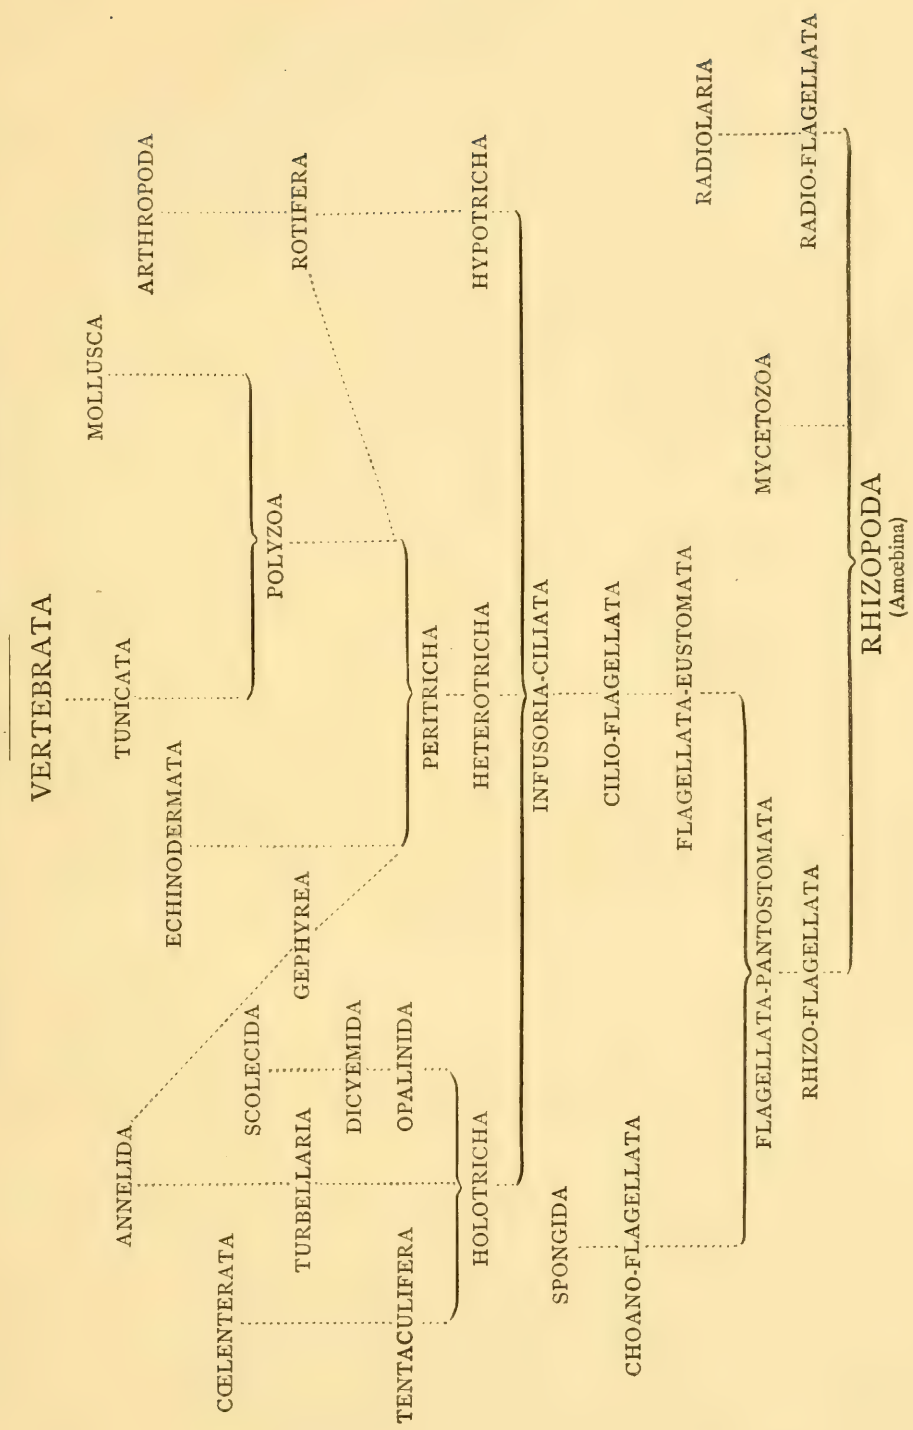 VERTEBRATA
MOLLUSCA
TUNICATA
ANNELIDA
ARTHROPODA
ECHINODERMATA
CŒLENTERATA
SCOLECIDA
POLYZOA
TURBELLARIA
GEPHYREA
ROTIFERA
DICYEMIDA
TENTACULIFERA
OPALINIDA
PERITRICHA
HOLOTRICHA
HETEROTRICHA
HYPOTRICHA
INFUSORIA-CILIATA
SPONGIDA
CILIO-FLAGELLATA
CHOANO-FLAGELLATA
FLAGELLATA-EUSTOMATA
RADIOLARIA
FLAGELLATA-PANTOSTOMATA
MYCETOZOA
RHIZO-FLAGELLATA
RADIO-FLAGELLATA
RHIZOPODA
(Amœbina)